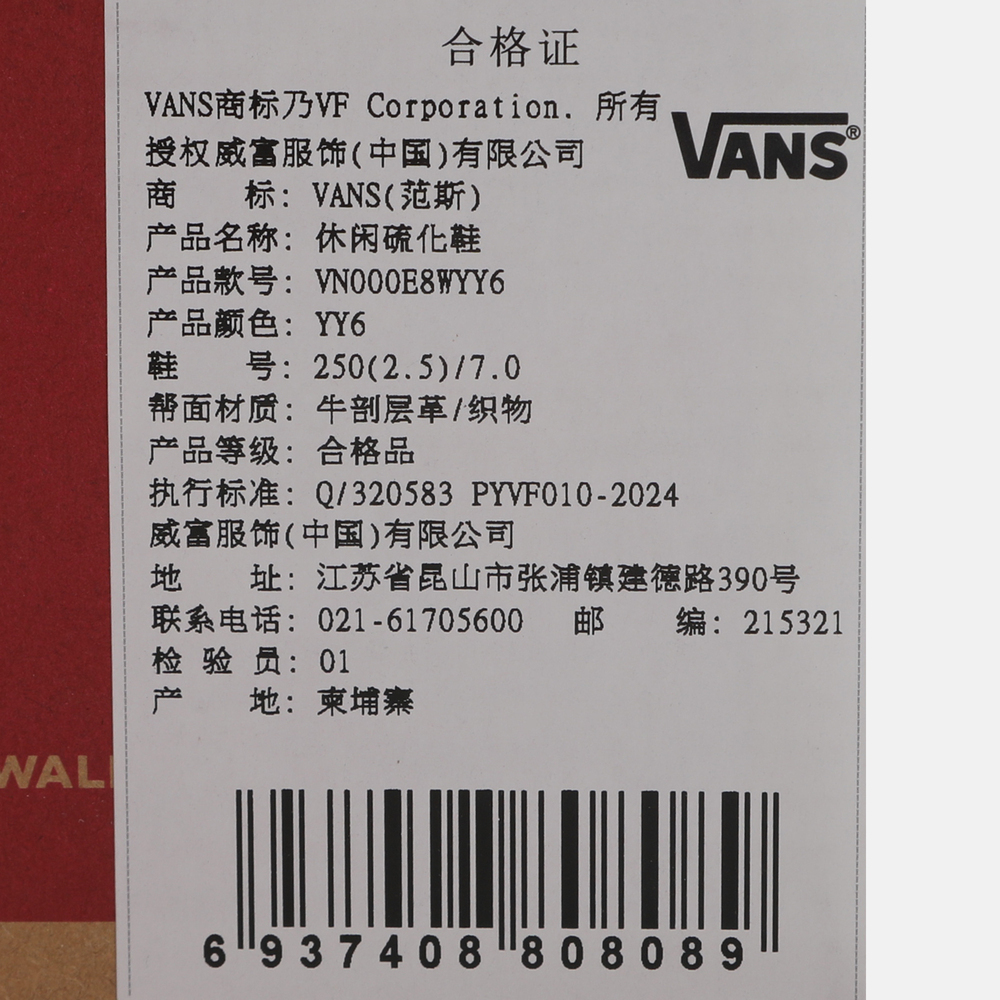 合格证
VANS商标乃VF Corporation. 所有
授权威富服饰(中国)有限公司
VANS®
商 标: VANS(范斯)
产品名称: 休闲硫化鞋
产品款号: VN000E8WYY6
产品颜色: YY6
鞋 号: 250(2.5)/7.0
帮面材质: 牛剖层革/织物
产品等级: 合格品
执行标准: Q/320583 PYVF010-2024
威富服饰(中国)有限公司
地 址: 江苏省昆山市张浦镇建德路390号
联系电话: 021-61705600 邮 编: 215321
检 验 员: 01
产 地: 柬埔寨
WALL
6 937408 808089